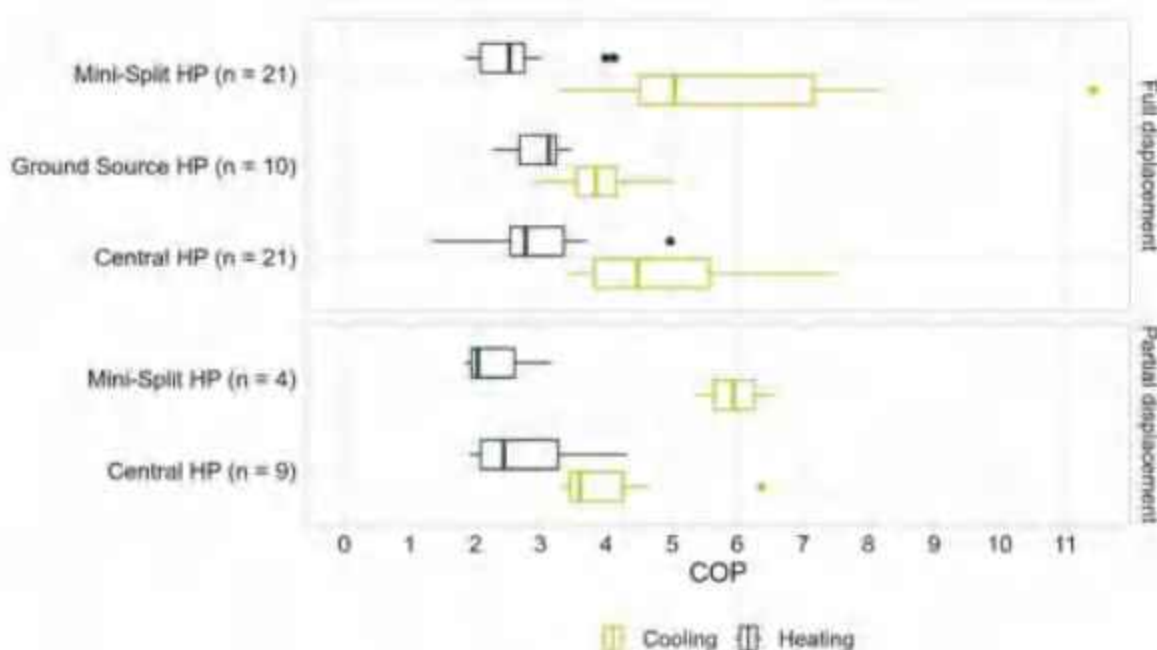 Mini-Split HP (n = 21)
Ground Source HP (n = 10)
Central HP (n = 21)
Full displacement
Mini-Split HP (n = 4)
Central HP (n = 9)
Partial displacement
0 1 2 3 4 5 6 7 8 9 10 11
COP
Cooling Heating